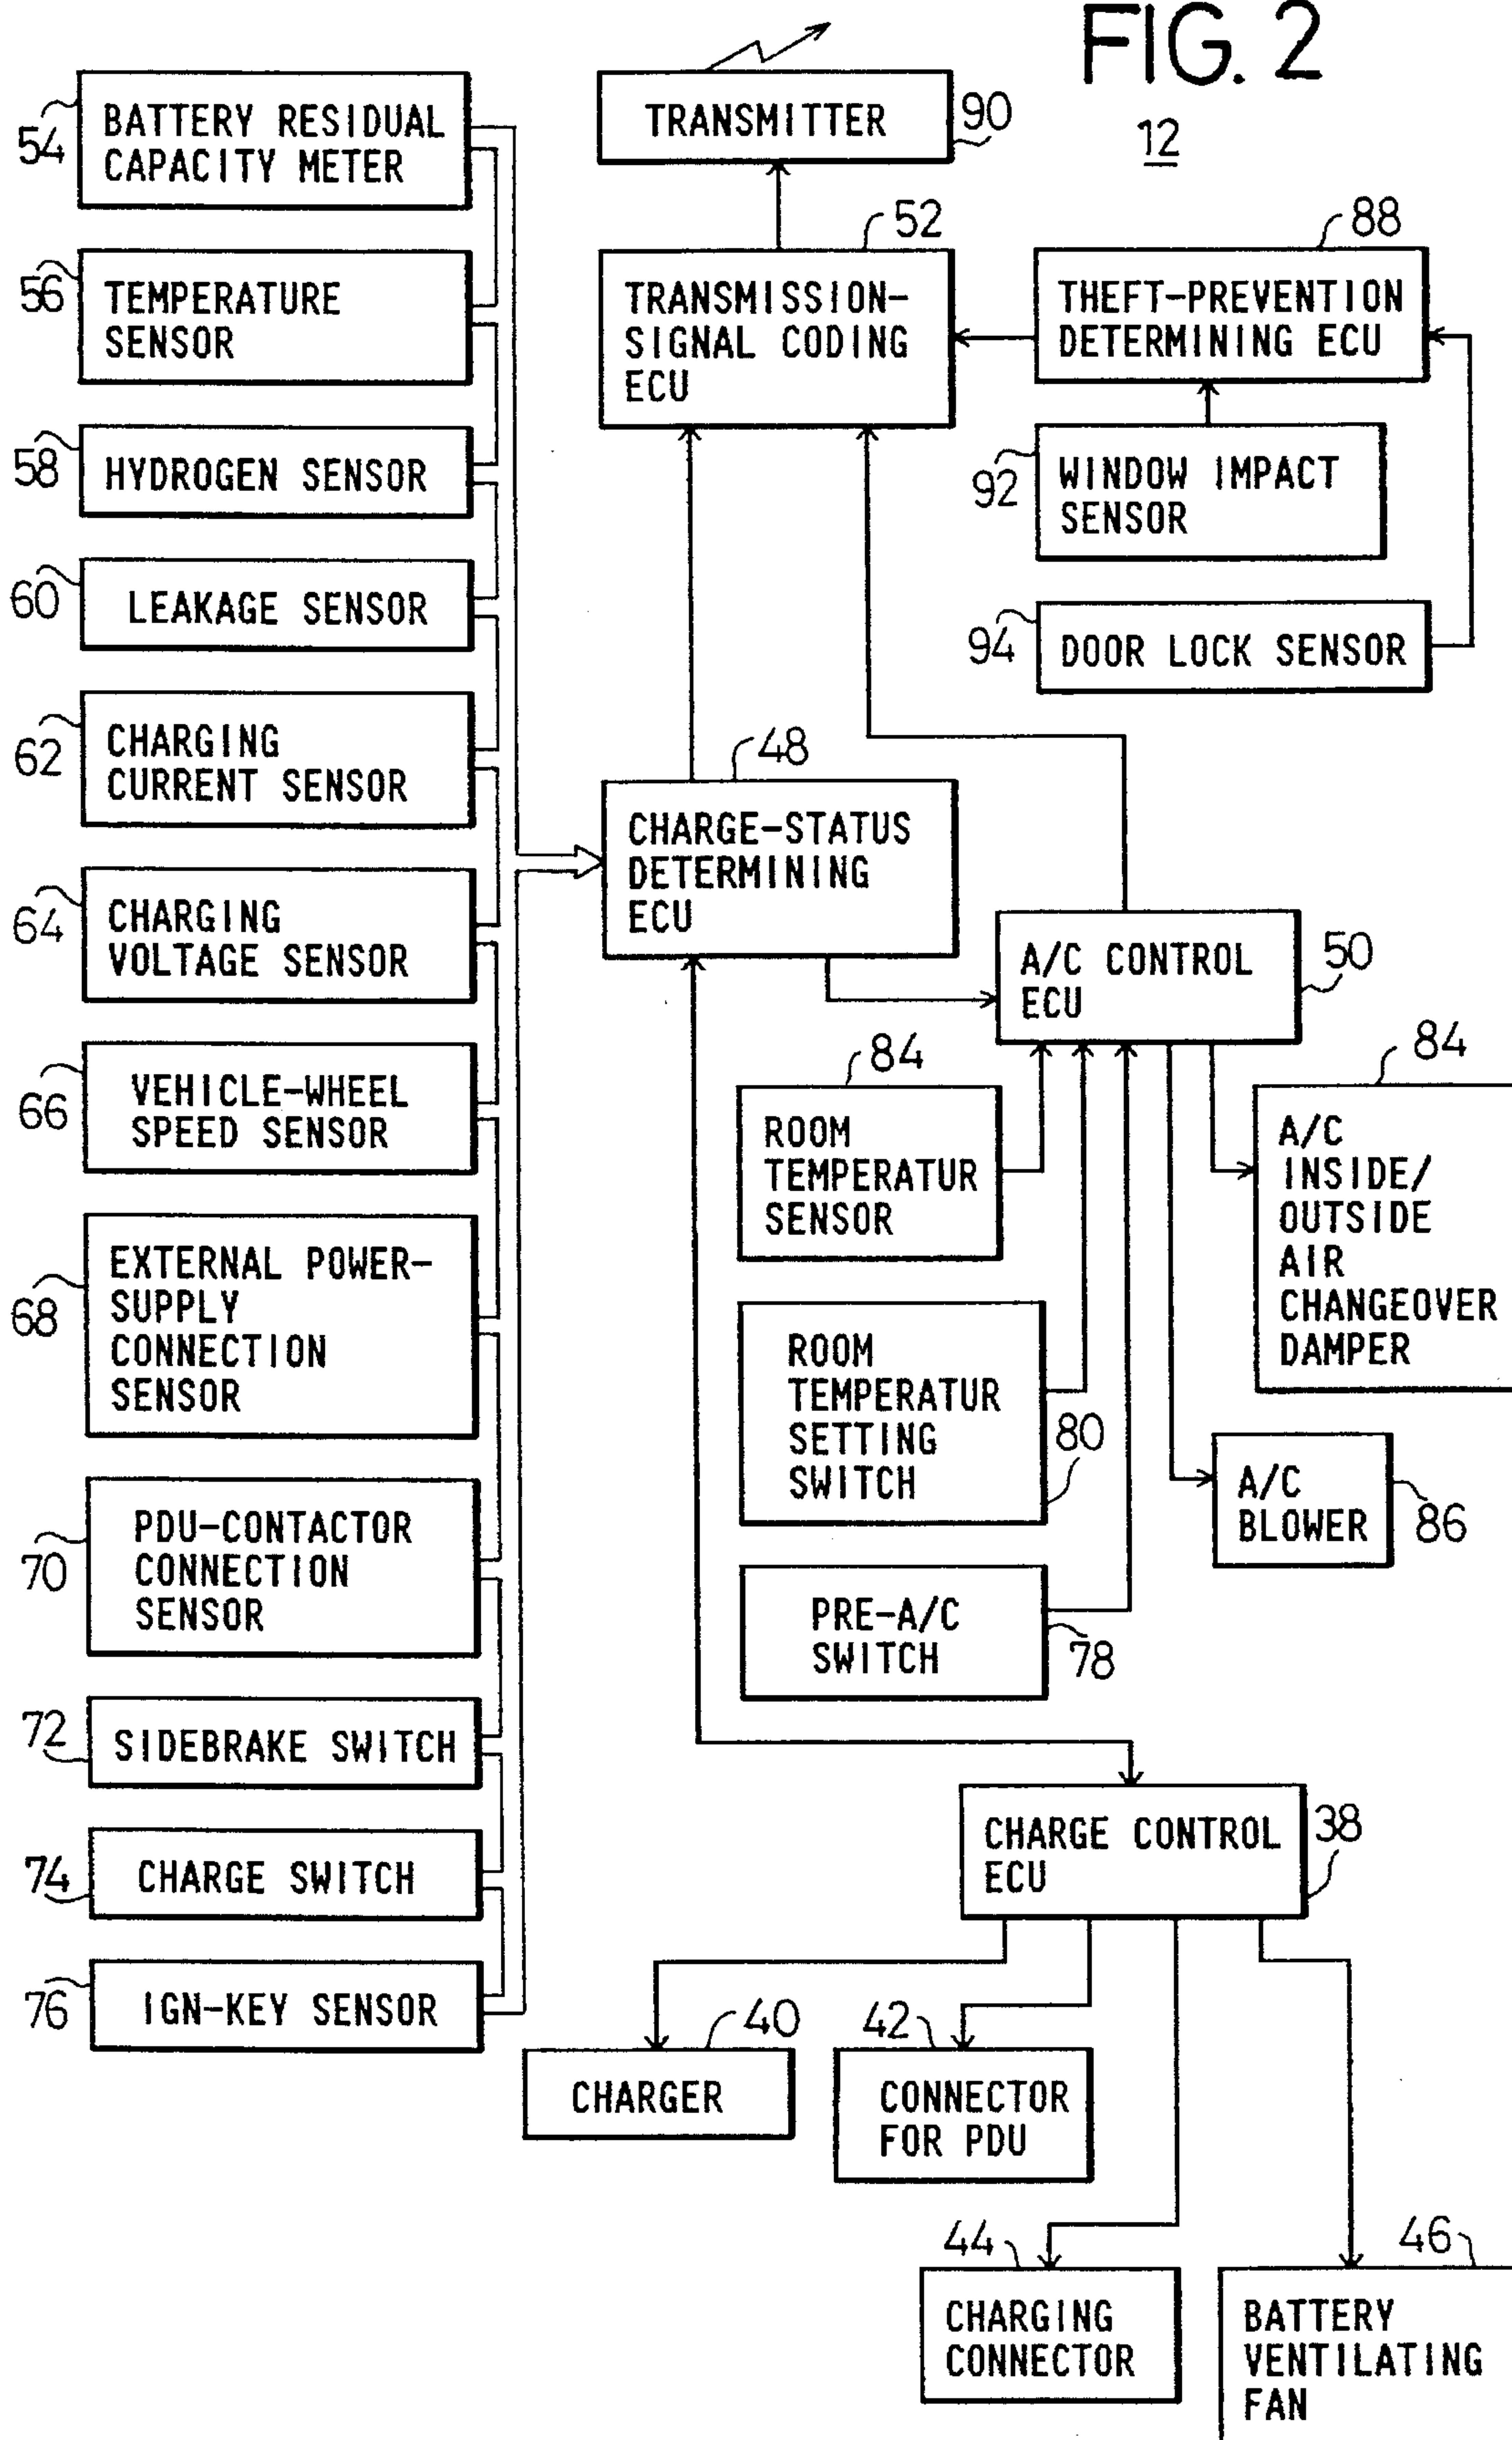 FIG. 2
12
54
BATTERY RESIDUAL
CAPACITY METER
56
TEMPERATURE
SENSOR
58
HYDROGEN SENSOR
60
LEAKAGE SENSOR
62
CHARGING
CURRENT SENSOR
64
CHARGING
VOLTAGE SENSOR
66
VEHICLE-WHEEL
SPEED SENSOR
68
EXTERNAL POWER-
SUPPLY
CONNECTION
SENSOR
70
PDU-CONTACTOR
CONNECTION
SENSOR
72
SIDEBRAKE SWITCH
74
CHARGE SWITCH
76
IGN-KEY SENSOR
TRANSMITTER
90
52
TRANSMISSION-
SIGNAL CODING
ECU
88
THEFT-PREVENTION
DETERMINING ECU
92
WINDOW IMPACT
SENSOR
94
DOOR LOCK SENSOR
48
CHARGE-STATUS
DETERMINING
ECU
A/C CONTROL
ECU
50
84
ROOM
TEMPERATUR
SENSOR
84
A/C
INSIDE/
OUTSIDE
AIR
CHANGEOVER
DAMPER
ROOM
TEMPERATUR
SETTING
SWITCH
80
A/C
BLOWER
86
PRE-A/C
SWITCH
78
CHARGE CONTROL
ECU
38
40
CHARGER
42
CONNECTOR
FOR PDU
44
CHARGING
CONNECTOR
46
BATTERY
VENTILATING
FAN